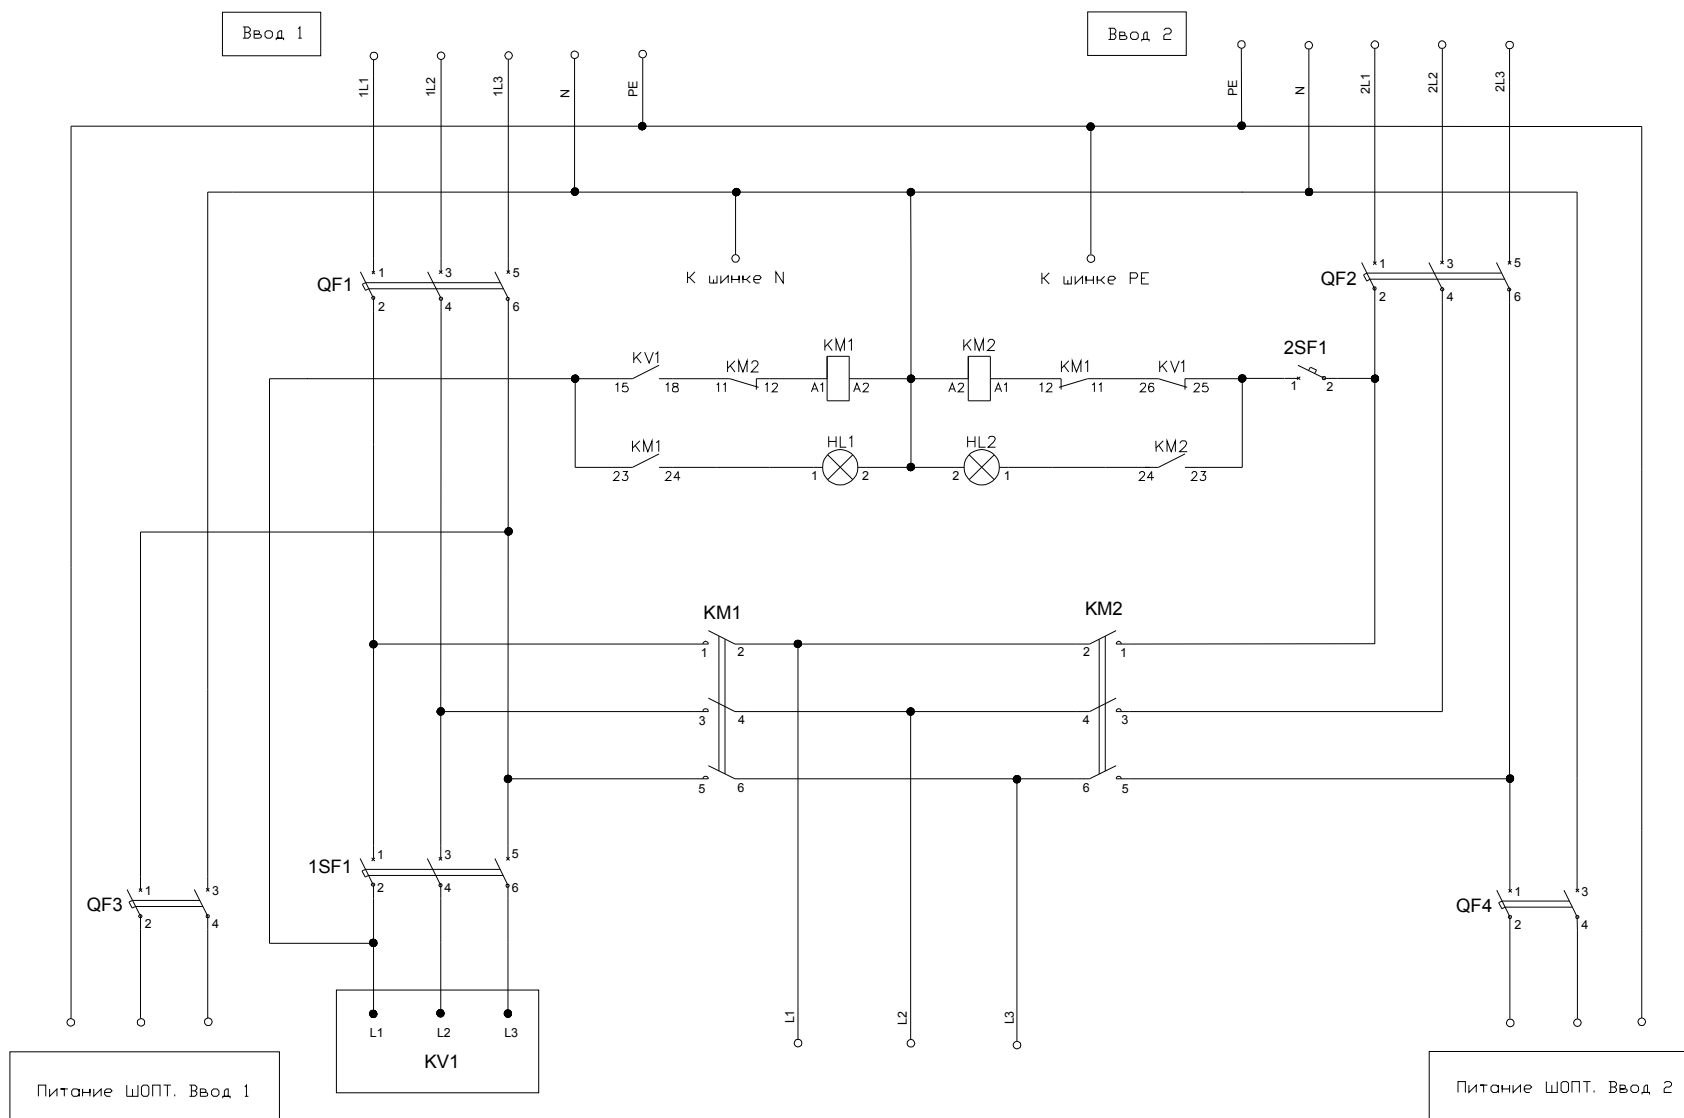 Ввод 1
Ввод 2
1L1 1L2 1L3 N PE
PE N 2L1 2L2 2L3
К шинке N
К шинке PE
QF1 1 3 5
2 4 6
QF2 1 3 5
2 4 6
KV1 KM2 KM1 KM2 KM1 KV1 2SF1
15 18 11 12 A1 A2 A2 A1 12 11 26 25 1 2
KM1 HL1 HL2 KM2
23 24 1 2 2 1 24 23
KM1 KM2
1 2 2 1
3 4 4 3
5 6 6 5
1SF1 1 3 5
2 4 6
QF3 1 3
2 4
QF4 1 3
2 4
L1 L2 L3
KV1
L1 L2 L3
Питание ШОПТ. Ввод 1
Питание ШОПТ. Ввод 2